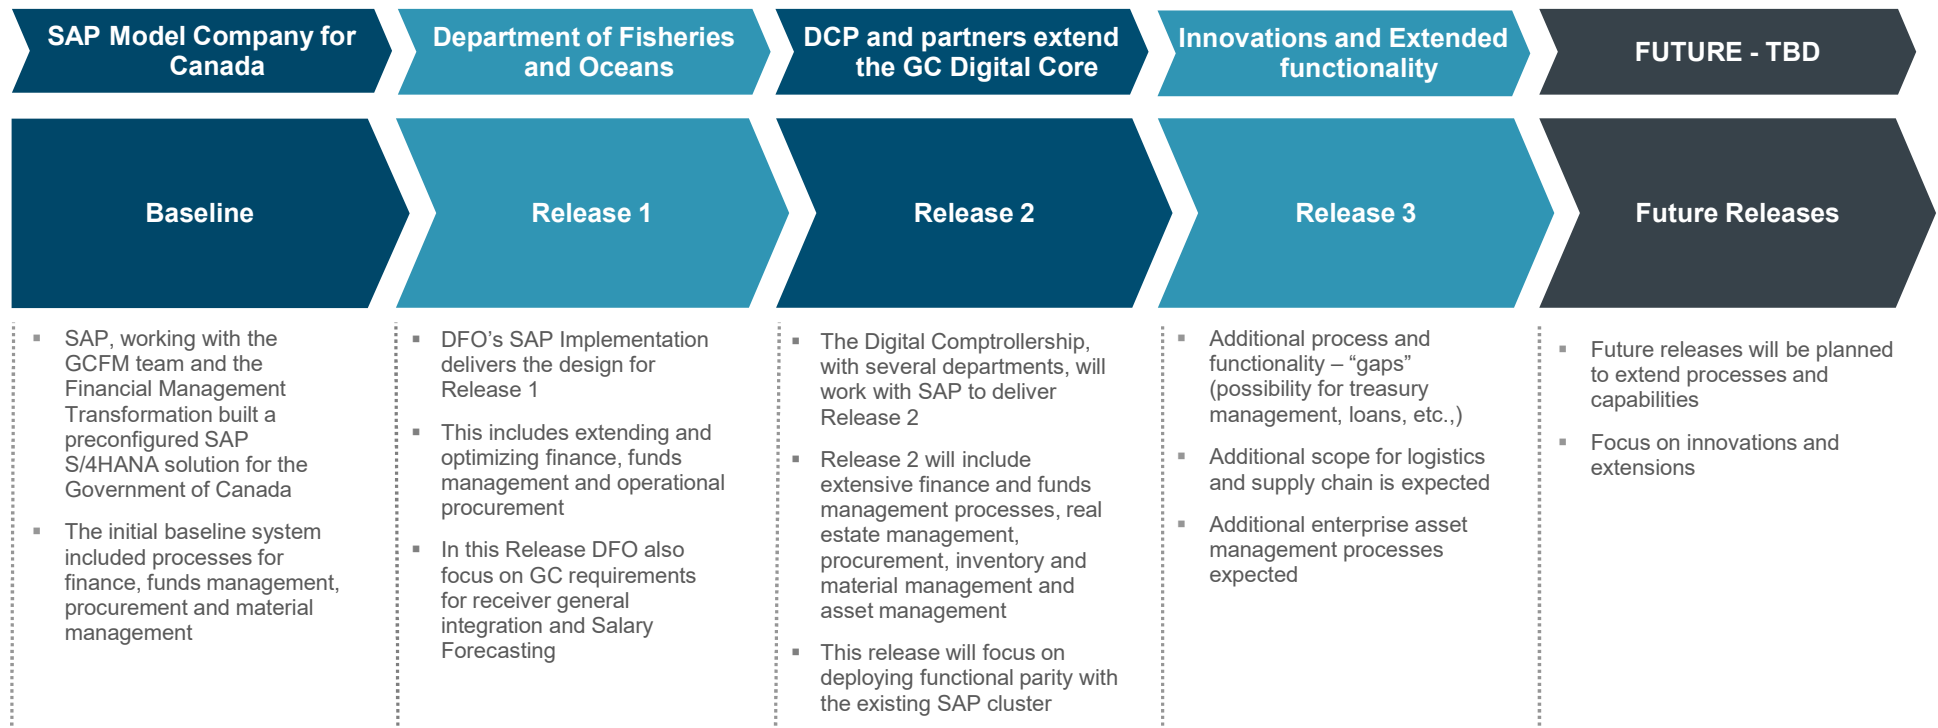 SAP Model Company for
Canada
Department of Fisheries
and Oceans
DCP and partners extend
the GC Digital Core
Innovations and Extended
functionality
FUTURE - TBD
Baseline
Release 1
Release 2
Release 3
Future Releases
▪ SAP, working with the
GCFM team and the
Financial Management
Transformation built a
preconfigured SAP
S/4HANA solution for the
Government of Canada
▪ The initial baseline system
included processes for
finance, funds management,
procurement and material
management
▪ DFO’s SAP Implementation
delivers the design for
Release 1
▪ This includes extending and
optimizing finance, funds
management and operational
procurement
▪ In this Release DFO also
focus on GC requirements
for receiver general
integration and Salary
Forecasting
▪ The Digital Comptrollership,
with several departments, will
work with SAP to deliver
Release 2
▪ Release 2 will include
extensive finance and funds
management processes, real
estate management,
procurement, inventory and
material management and
asset management
▪ This release will focus on
deploying functional parity with
the existing SAP cluster
▪ Additional process and
functionality – “gaps”
(possibility for treasury
management, loans, etc.,)
▪ Additional scope for logistics
and supply chain is expected
▪ Additional enterprise asset
management processes
expected
▪ Future releases will be planned
to extend processes and
capabilities
▪ Focus on innovations and
extensions